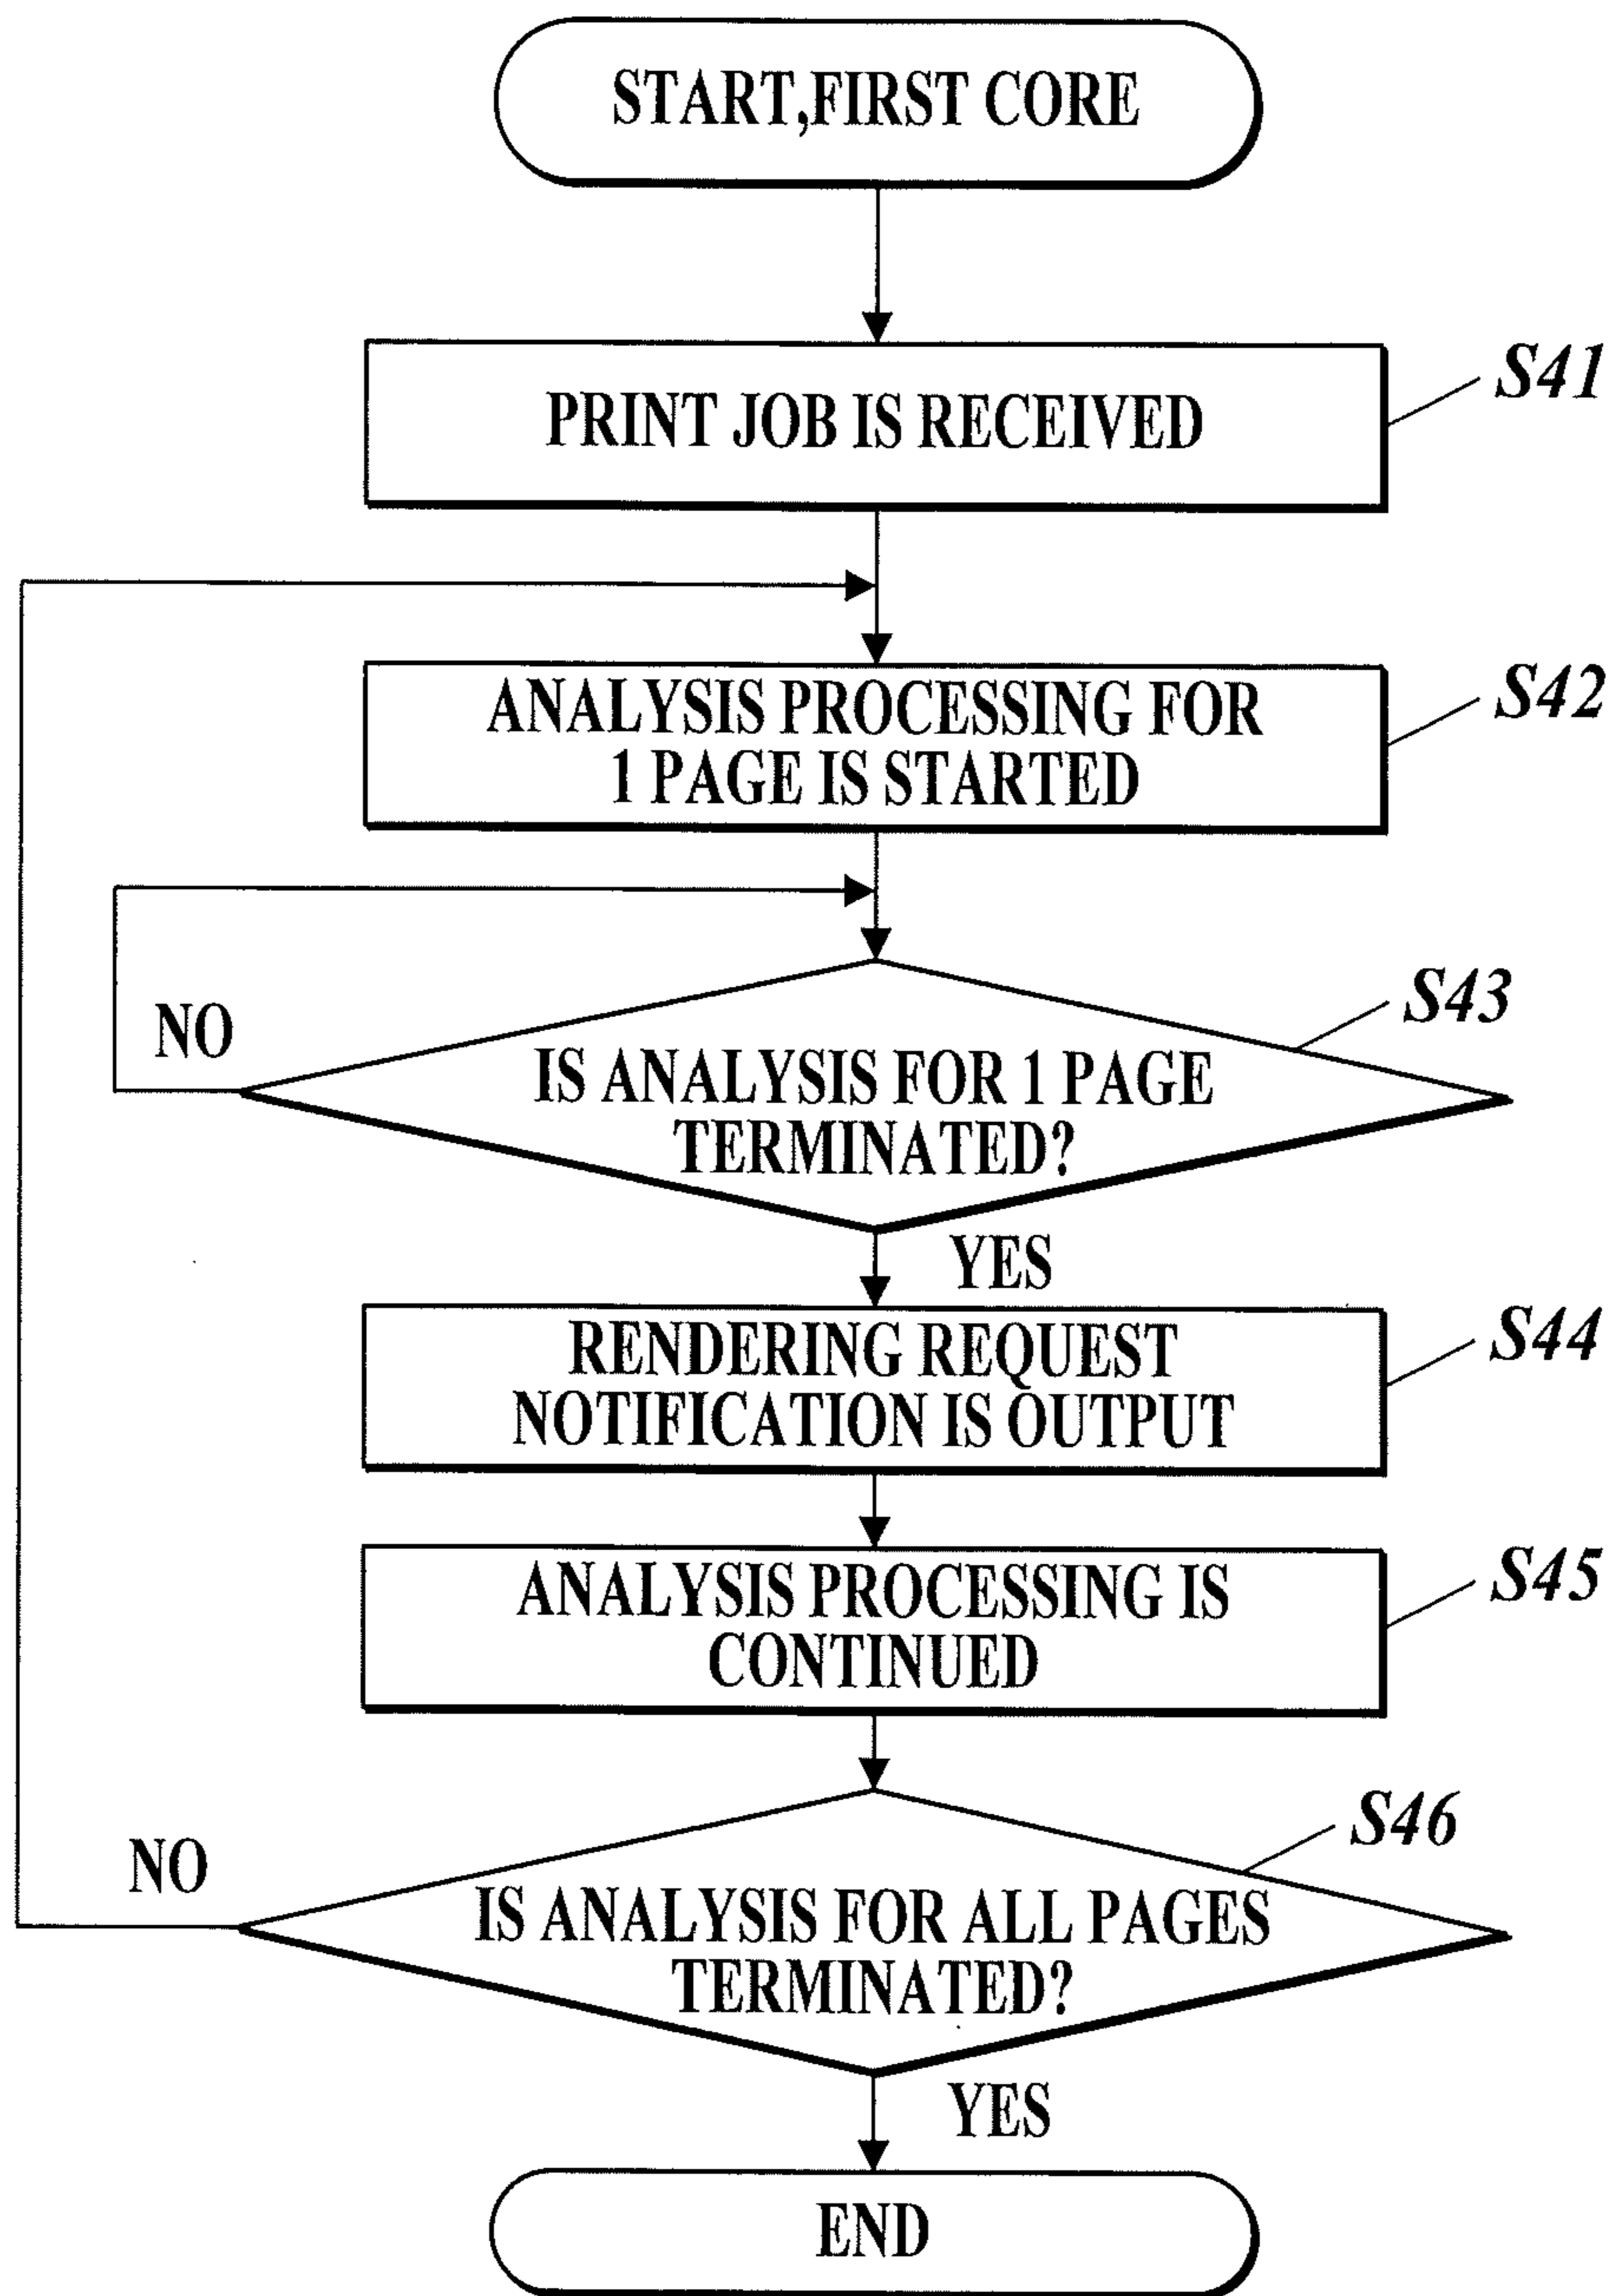 START,FIRST CORE
PRINT JOB IS RECEIVED
S41
ANALYSIS PROCESSING FOR
1 PAGE IS STARTED
S42
NO
IS ANALYSIS FOR 1 PAGE
TERMINATED?
S43
YES
RENDERING REQUEST
NOTIFICATION IS OUTPUT
S44
ANALYSIS PROCESSING IS
CONTINUED
S45
NO
IS ANALYSIS FOR ALL PAGES
TERMINATED?
S46
YES
END